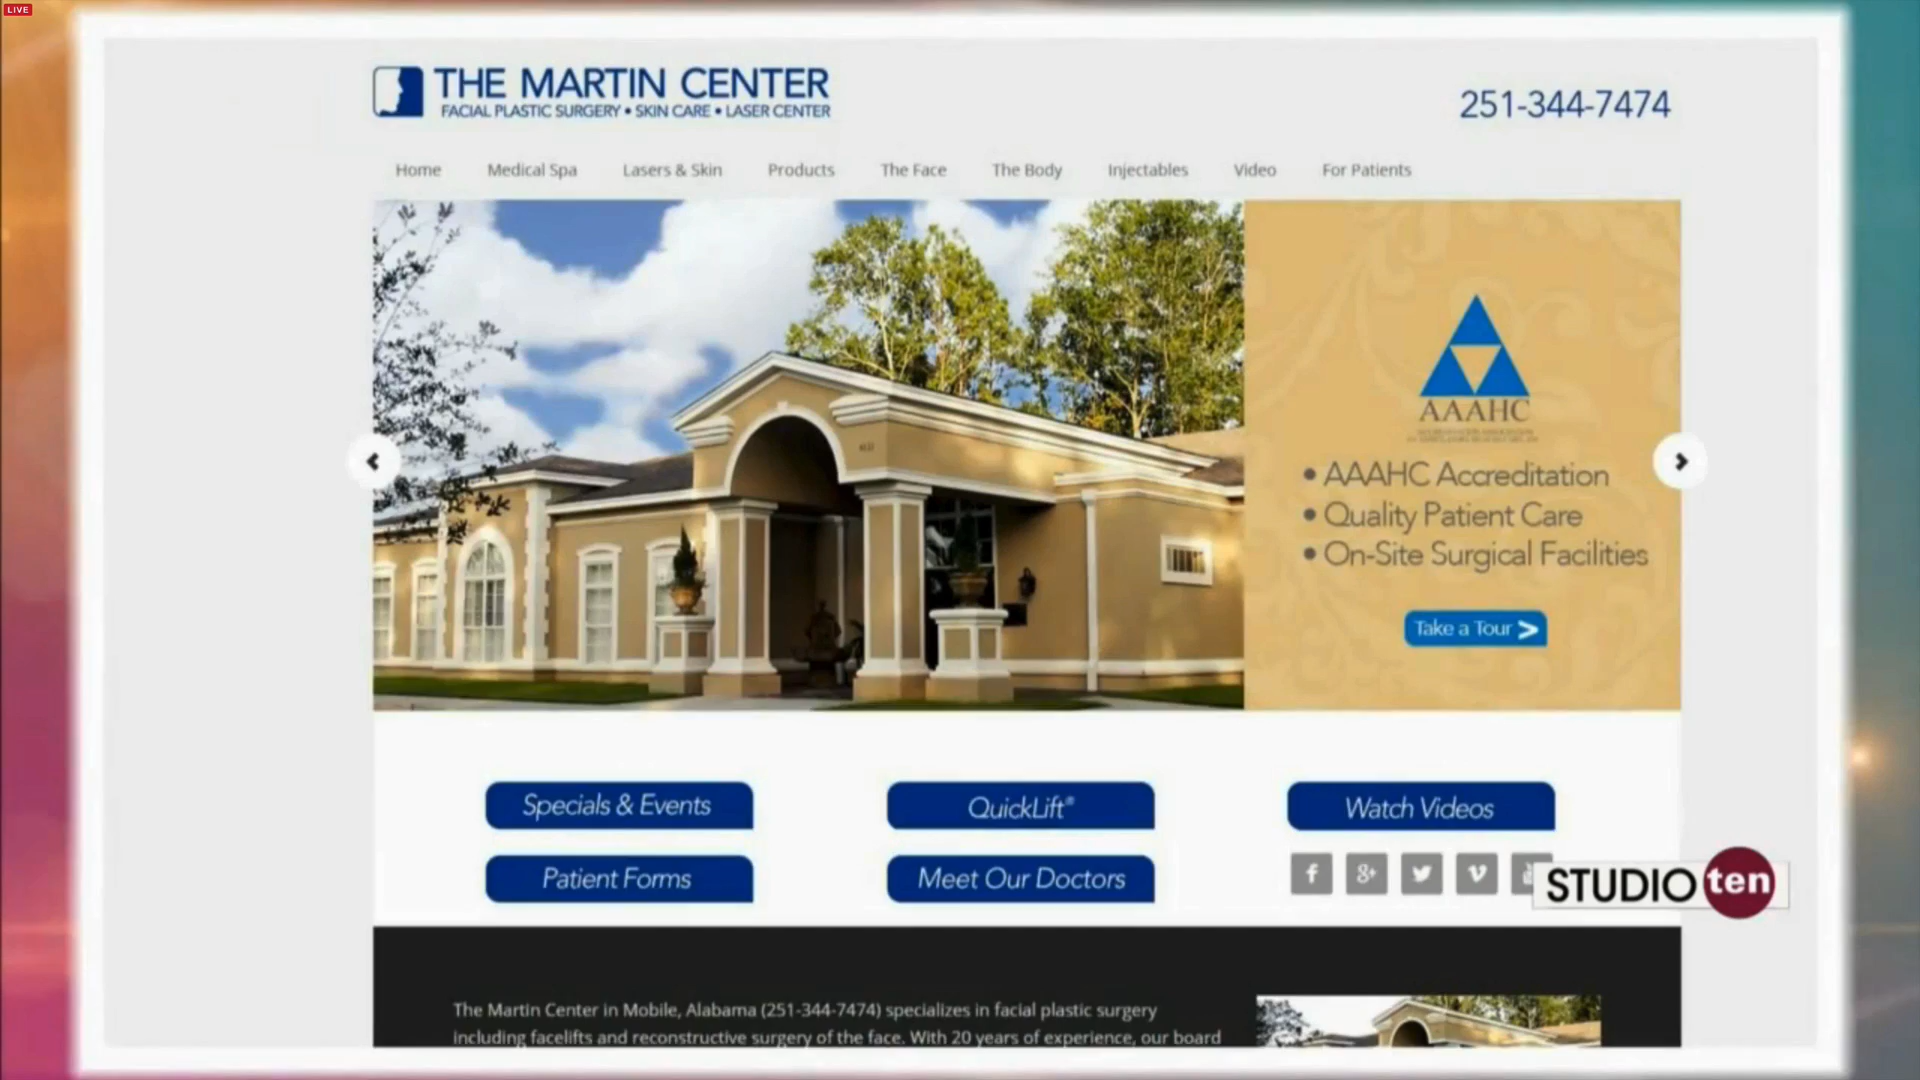 LIVE
THE MARTIN CENTER
FACIAL PLASTIC SURGERY • SKIN CARE • LASER CENTER
251-344-7474
Home Medical Spa Lasers & Skin Products The Face The Body Injectables Video For Patients
AAAHC
• AAAHC Accreditation
• Quality Patient Care
• On-Site Surgical Facilities
Take a Tour >
Specials & Events
QuickLift®
Watch Videos
Patient Forms
Meet Our Doctors
STUDIO ten
The Martin Center in Mobile, Alabama (251-344-7474) specializes in facial plastic surgery
including facelifts and reconstructive surgery of the face. With 20 years of experience, our board